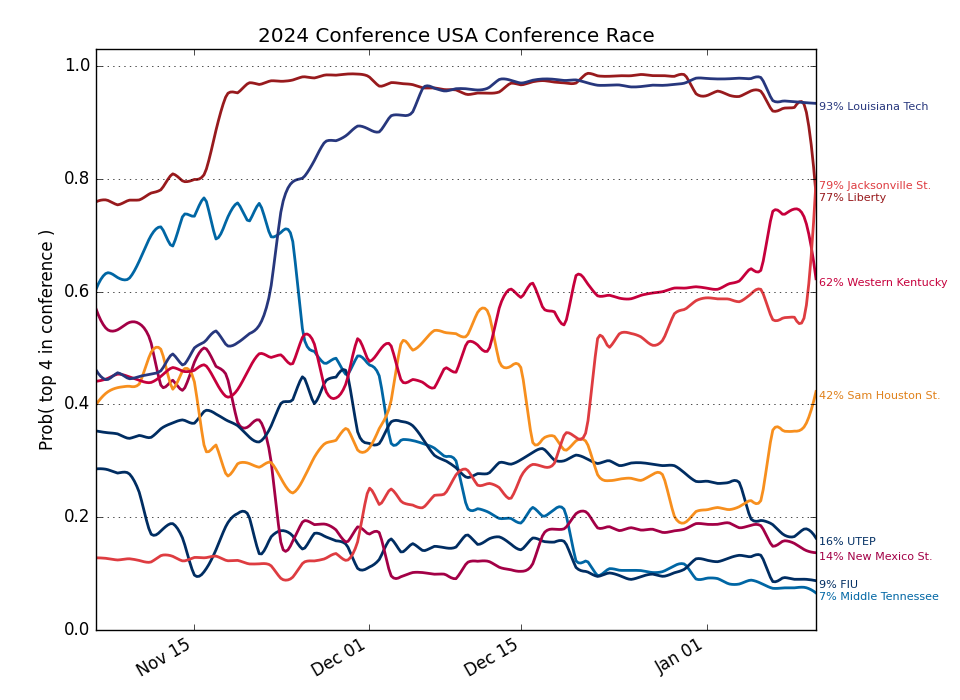 2024 Conference USA Conference Race
Prob( top 4 in conference )
1.0
0.8
0.6
0.4
0.2
0.0
Nov 15
Dec 01
Dec 15
Jan 01
93% Louisiana Tech
79% Jacksonville St.
77% Liberty
62% Western Kentucky
42% Sam Houston St.
16% UTEP
14% New Mexico St.
9% FIU
7% Middle Tennessee